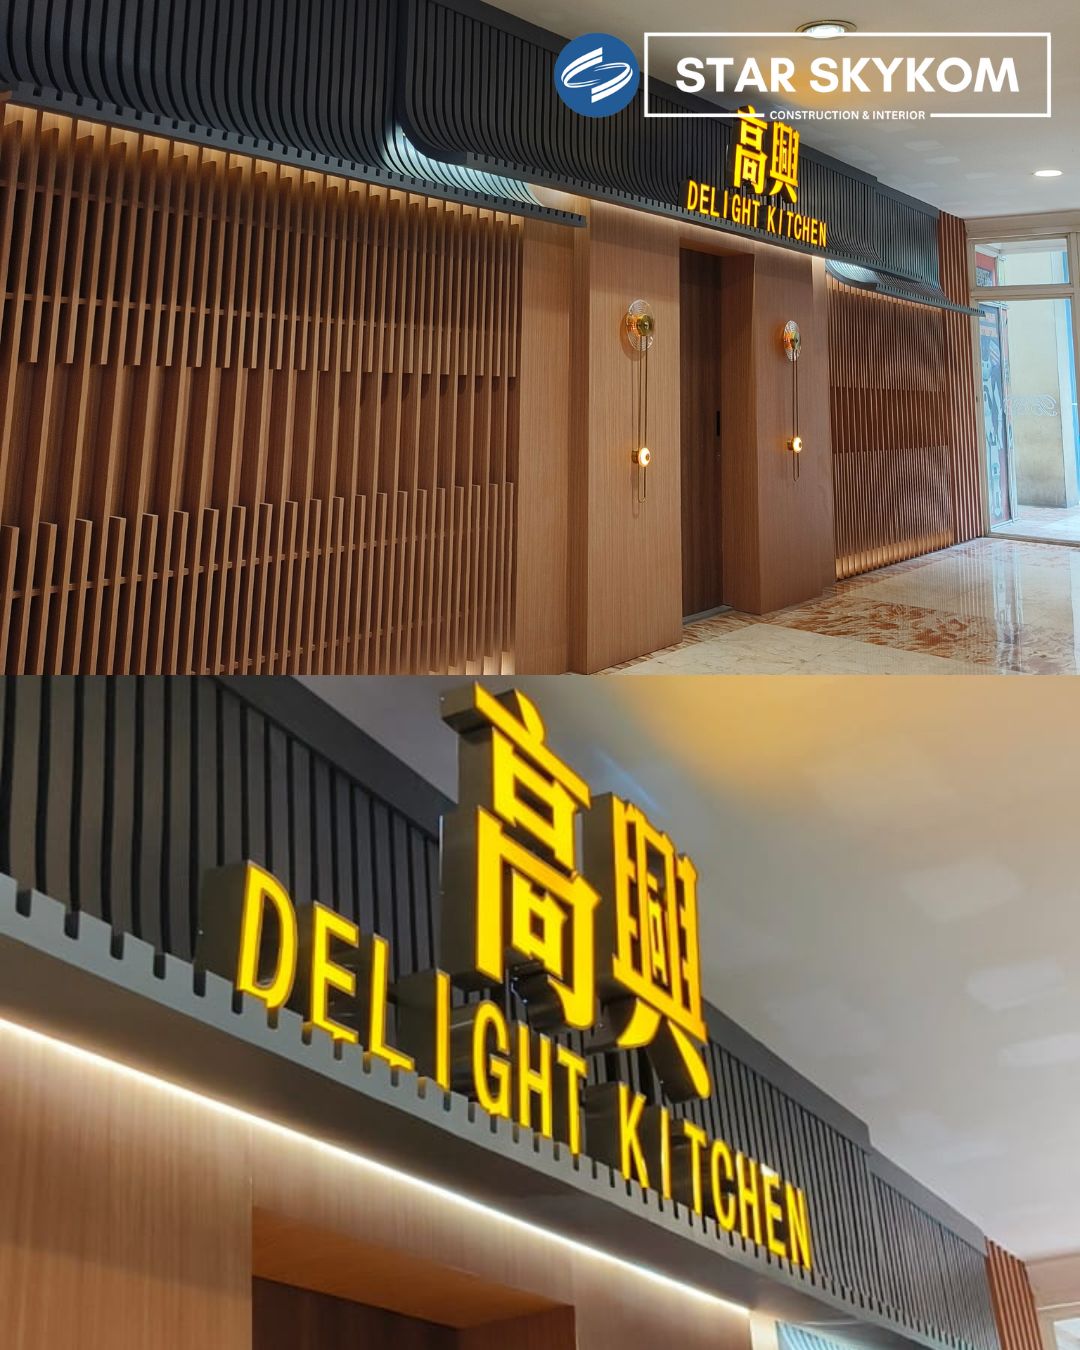 STAR SKYKOM
CONSTRUCTION & INTERIOR
高興
DELIGHT KITCHEN
高興
DELIGHT KITCHEN